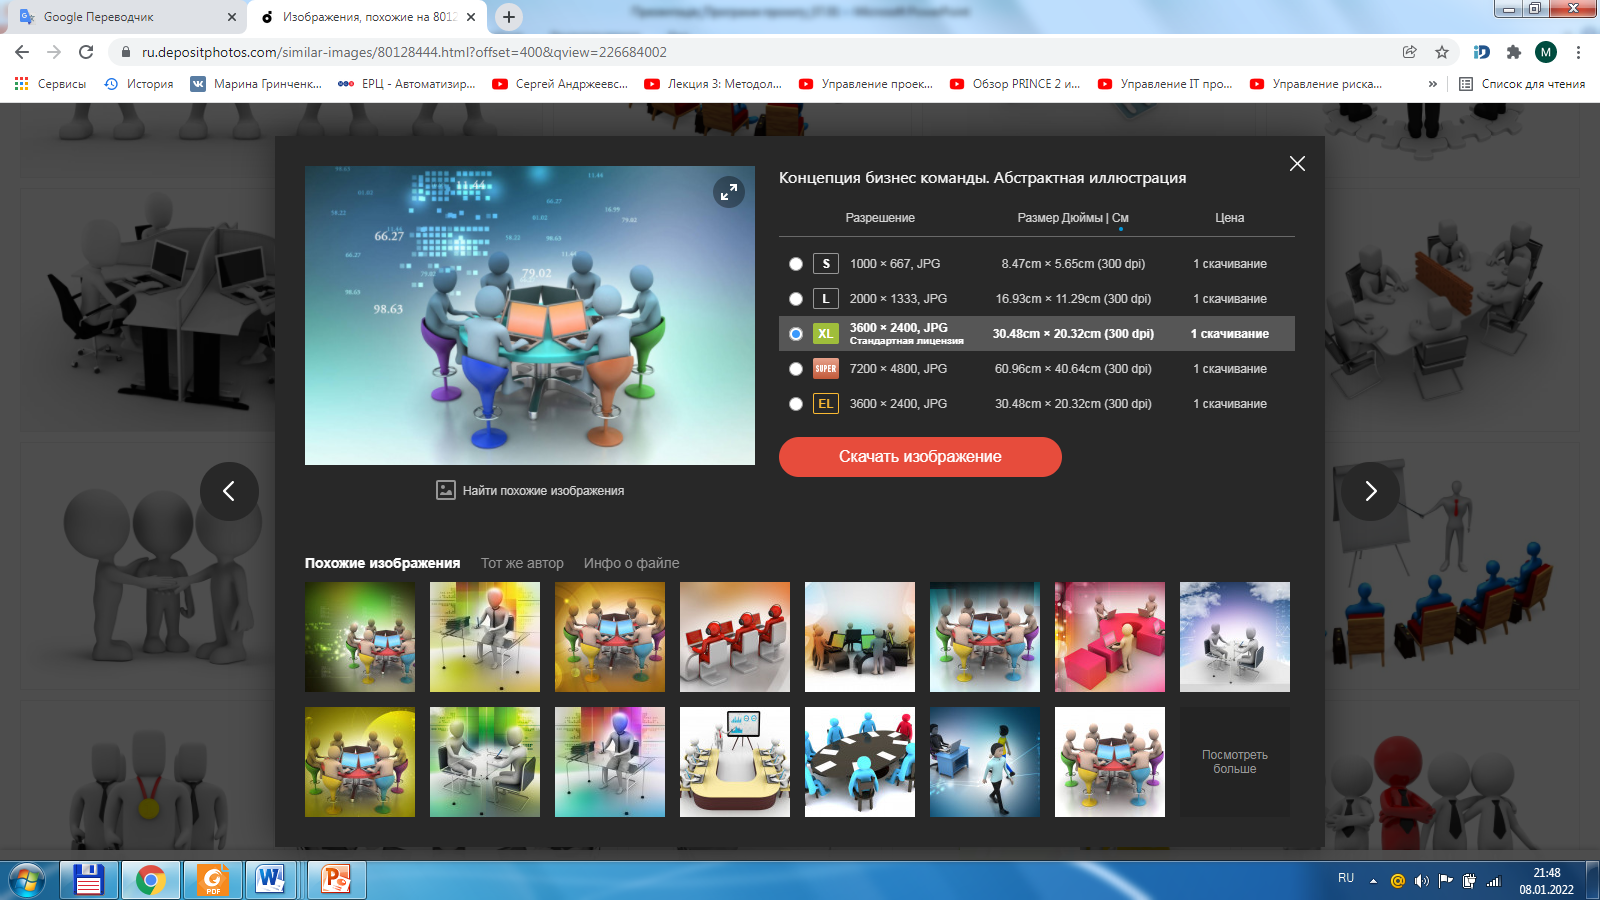 Google Переводчик
Изображения, похожие на 8012
ru.depositphotos.com/similar-images/80128444.html?offset=400&qview=226684002
M
Сервисы
История
Марина Гринченк...
ЕРЦ - Автоматизир...
Сергей Андржеевс...
Лекция 3: Методол...
Управление проек...
Обзор PRINCE 2 и...
Управление IT про...
Управление риска...
»
Список для чтения
Концепция бизнес команды. Абстрактная иллюстрация
Разрешение
Размер Дюймы | См
Цена
S
1000 × 667, JPG
8.47cm × 5.65cm (300 dpi)
1 скачивание
L
2000 × 1333, JPG
16.93cm × 11.29cm (300 dpi)
1 скачивание
XL
3600 × 2400, JPG
Стандартная лицензия
30.48cm × 20.32cm (300 dpi)
1 скачивание
SUPER
7200 × 4800, JPG
60.96cm × 40.64cm (300 dpi)
1 скачивание
EL
3600 × 2400, JPG
30.48cm × 20.32cm (300 dpi)
1 скачивание
Скачать изображение
11.44
66.27
79.02
98.63
Найти похожие изображения
Похожие изображения
Тот же автор
Инфо о файле
Посмотреть
больше
PDF
RU
21:48
08.01.2022